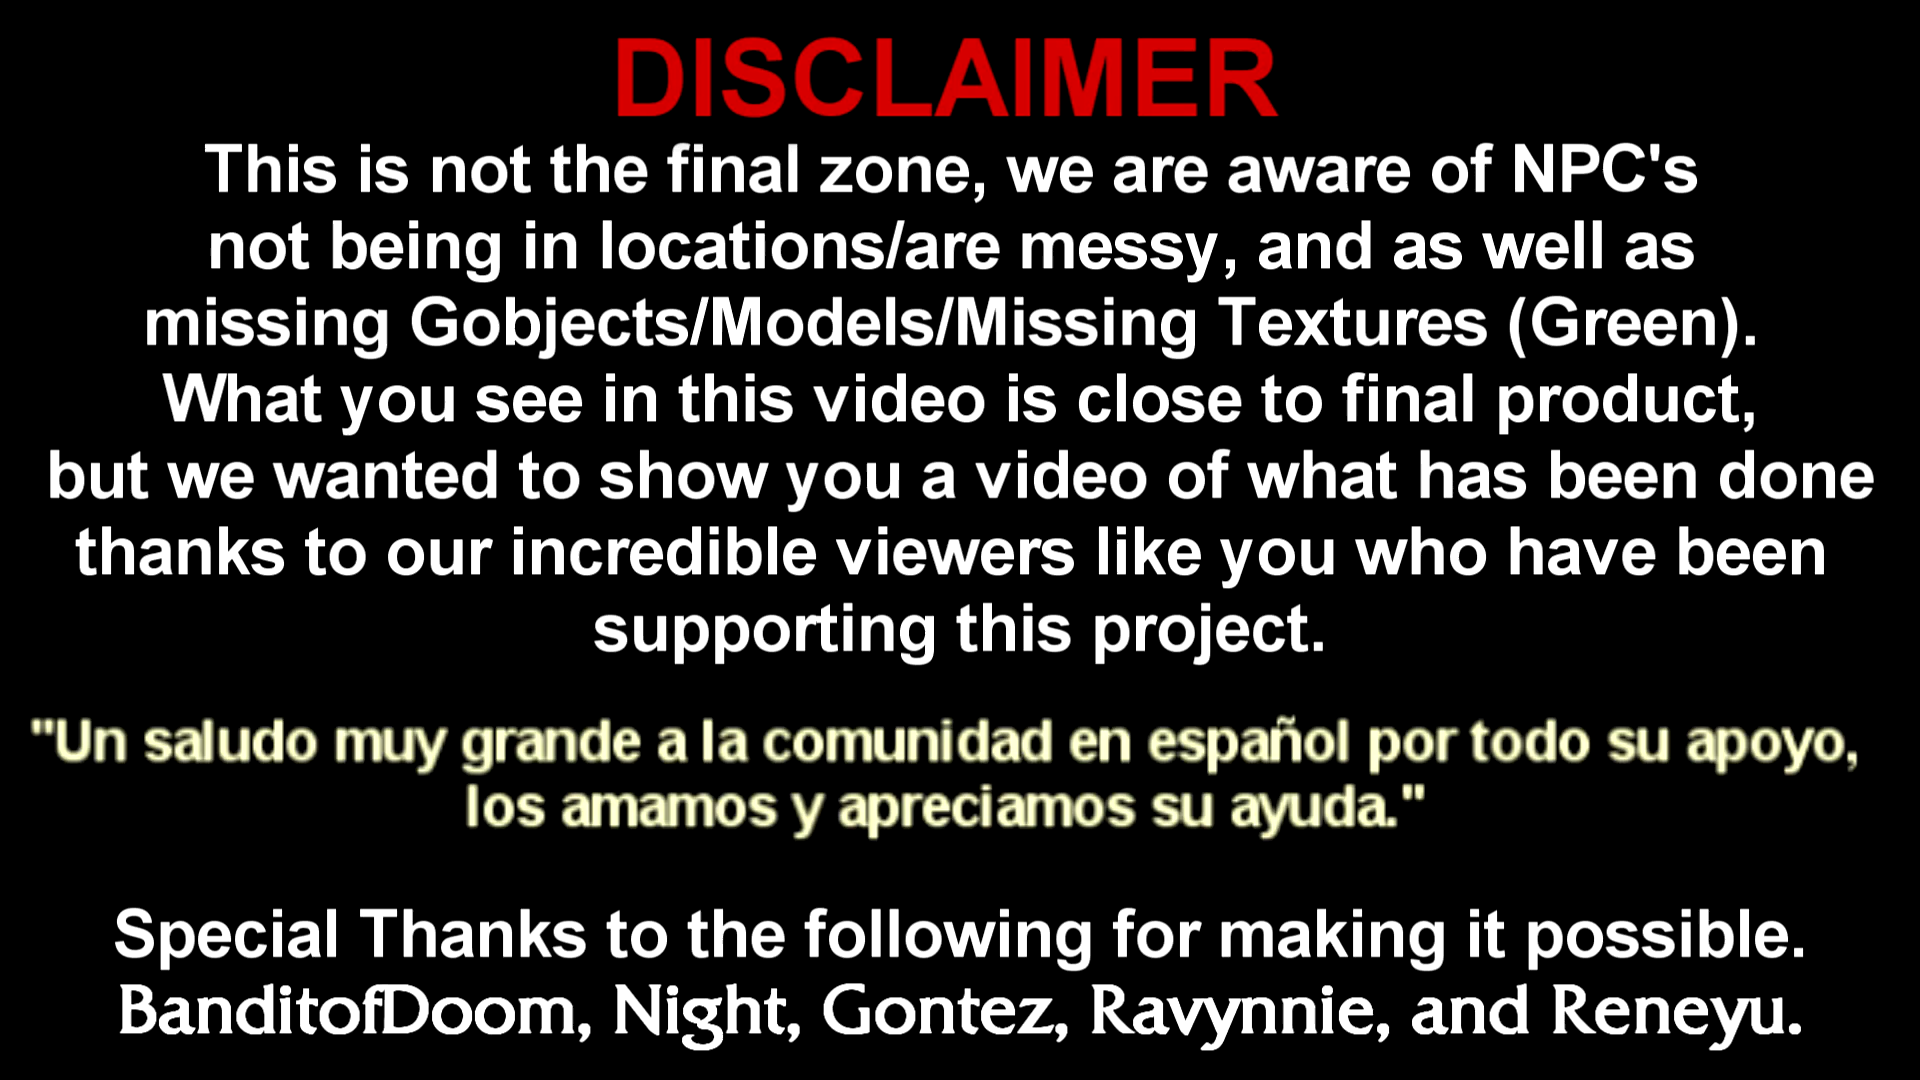 DISCLAIMER
This is not the final zone, we are aware of NPC's
not being in locations/are messy, and as well as
missing Gobjects/Models/Missing Textures (Green).
What you see in this video is close to final product,
but we wanted to show you a video of what has been done
thanks to our incredible viewers like you who have been
supporting this project.
"Un saludo muy grande a la comunidad en español por todo su apoyo,
los amamos y apreciamos su ayuda."
Special Thanks to the following for making it possible.
BanditofDoom, Night, Gontez, Ravynnie, and Reneyu.